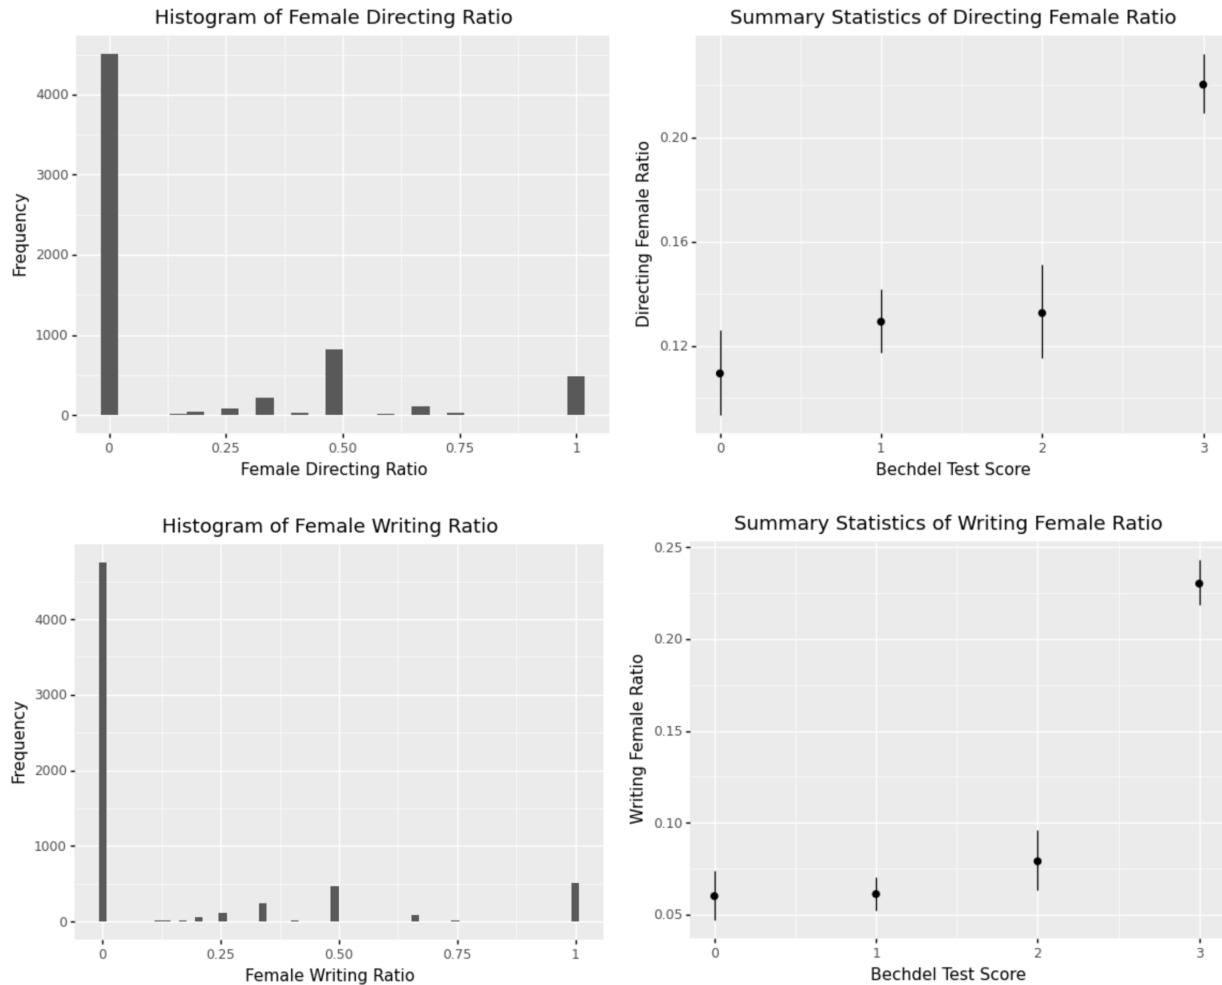 Histogram of Female Directing Ratio
4000
3000
2000
1000
0
Frequency
0 0.25 0.50 0.75 1
Female Directing Ratio
Summary Statistics of Directing Female Ratio
0.20
0.16
0.12
Directing Female Ratio
0 1 2 3
Bechdel Test Score
Histogram of Female Writing Ratio
4000
3000
2000
1000
0
Frequency
0 0.25 0.50 0.75 1
Female Writing Ratio
Summary Statistics of Writing Female Ratio
0.25
0.20
0.15
0.10
0.05
Writing Female Ratio
0 1 2 3
Bechdel Test Score